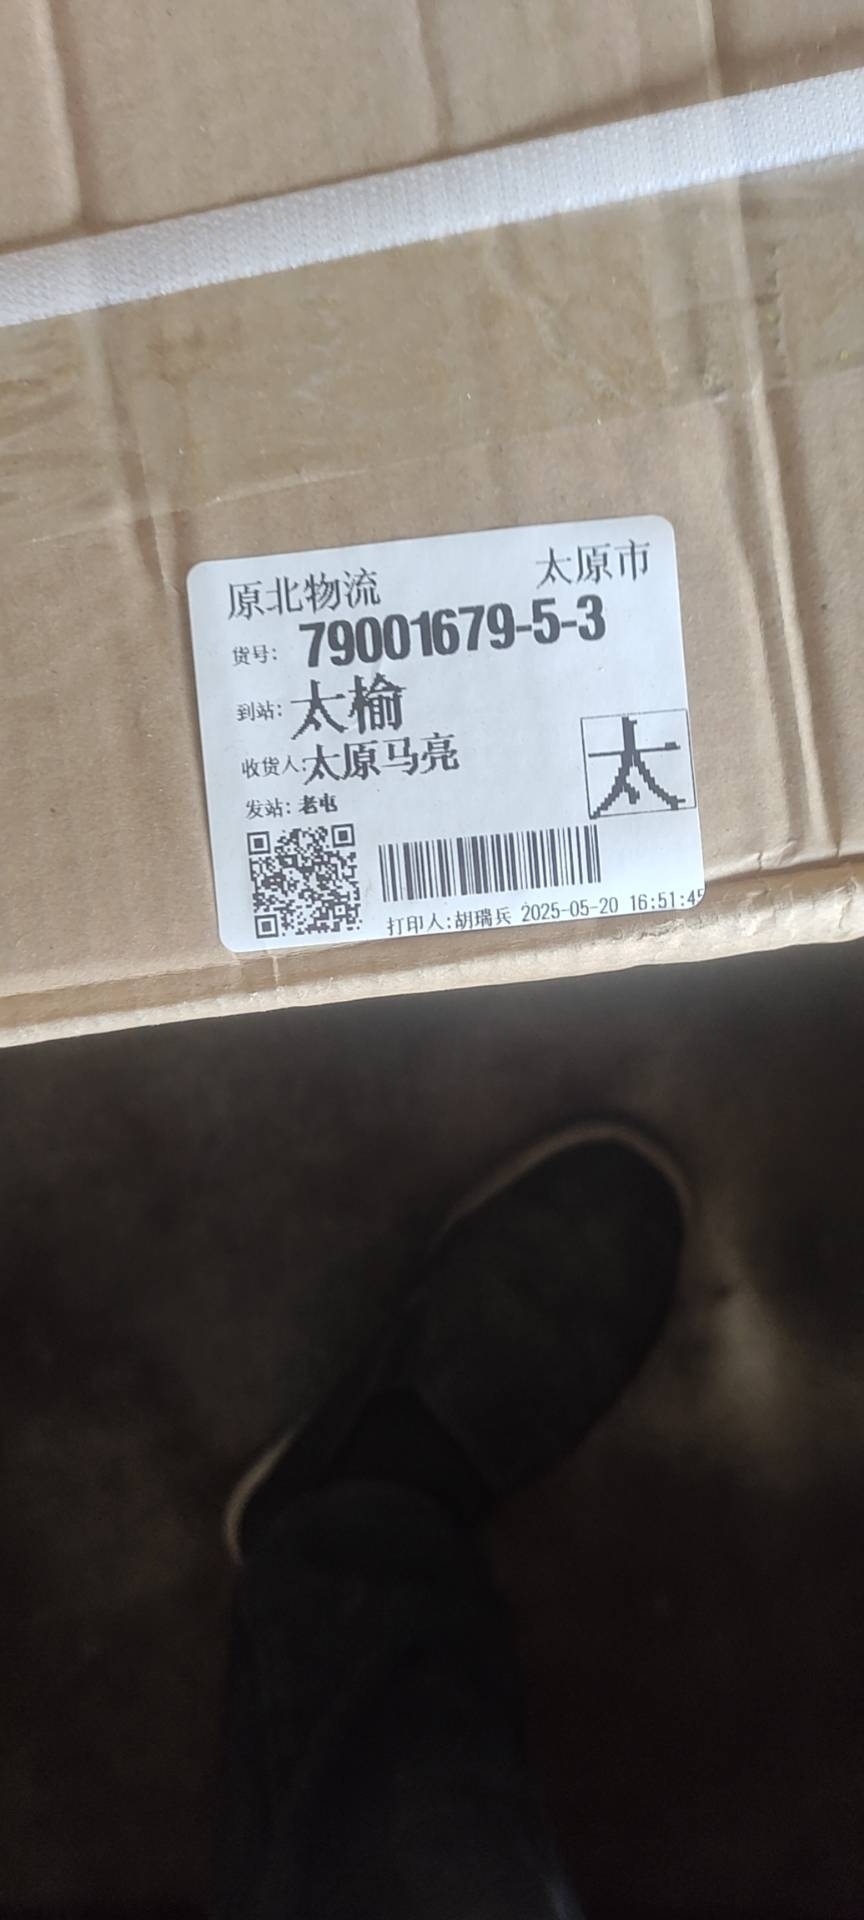 原北物流 太原市
货号: 79001679-5-3
到站: 太榆
收货人: 太原马亮
太
发站: 老屯
打印人:胡瑞兵 2025-05-20 16:51:45